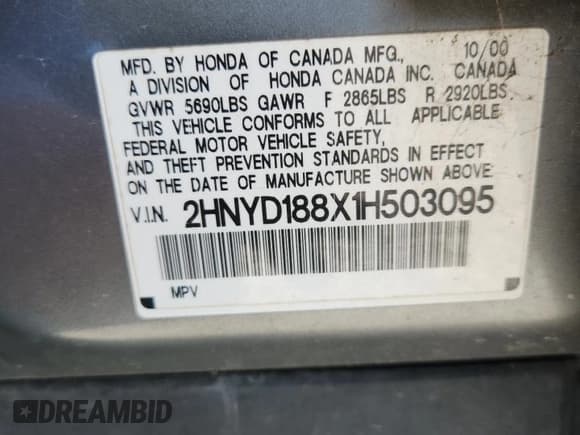 MFD. BY HONDA OF CANADA MFG., 10/00
A DIVISION OF HONDA CANADA INC. CANADA
GVWR 5690LBS GAWR F 2865LBS R 2920LBS.
THIS VEHICLE CONFORMS TO ALL APPLICABLE
FEDERAL MOTOR VEHICLE SAFETY,
AND THEFT PREVENTION STANDARDS IN EFFECT
ON THE DATE OF MANUFACTURE SHOWN ABOVE.
V.I.N. 2HNYD188X1H503095
MPV
DREAMBID